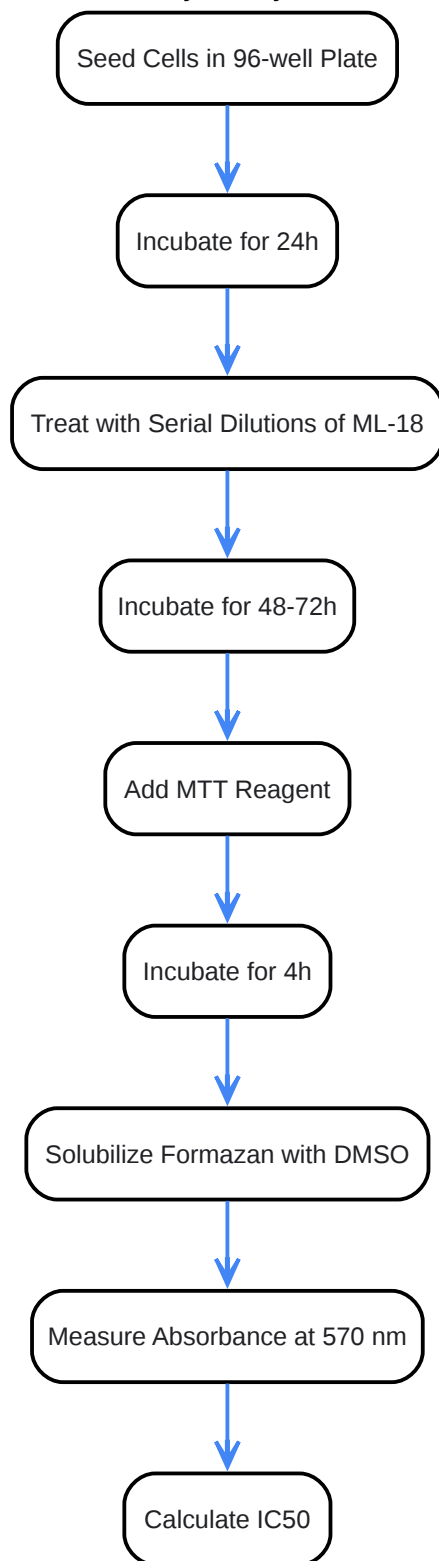 Seed Cells in 96-well Plate
Incubate for 24h
Treat with Serial Dilutions of ML-18
Incubate for 48-72h
Add MTT Reagent
Incubate for 4h
Solubilize Formazan with DMSO
Measure Absorbance at 570 nm
Calculate IC50